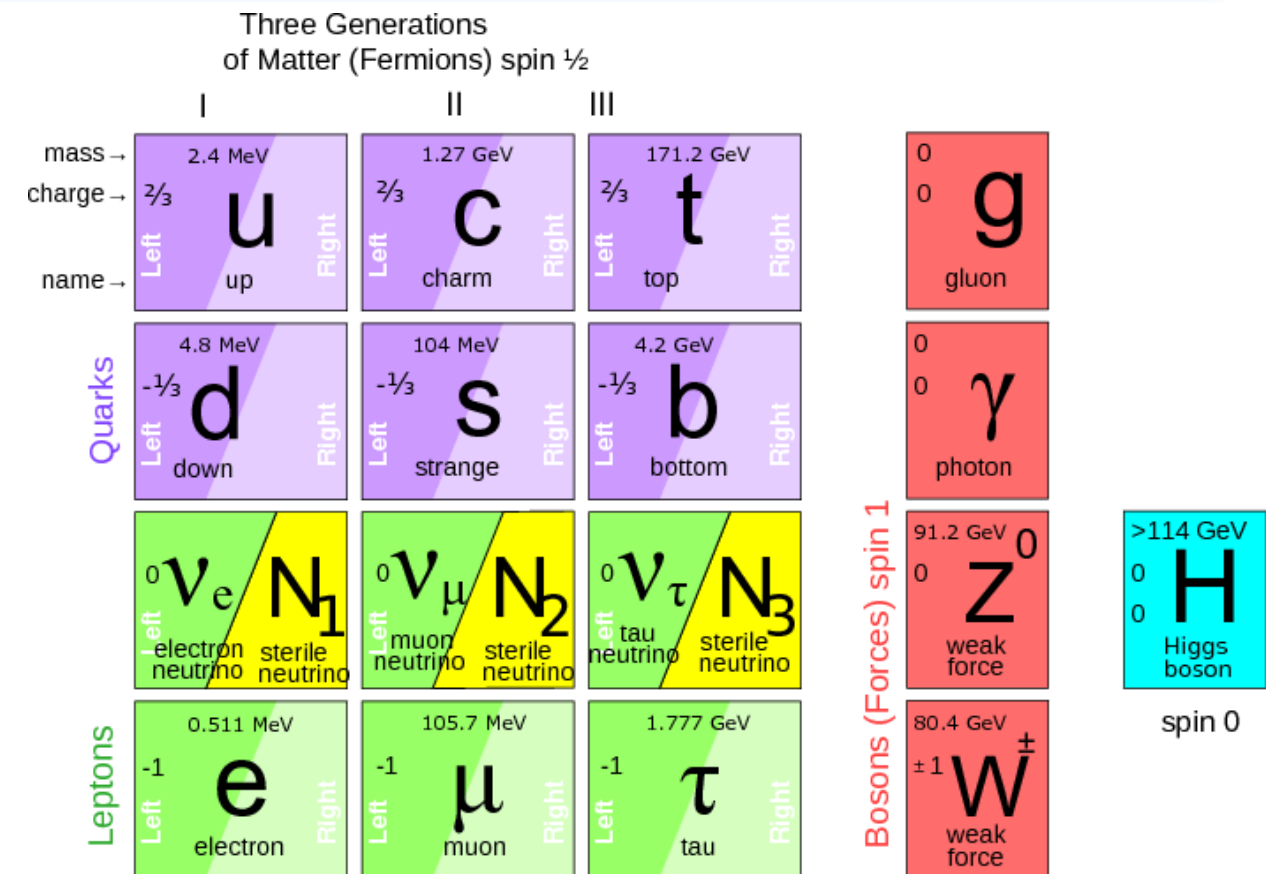 Three Generations
of Matter (Fermions) spin ½
I II III
mass→
charge→
name→
2.4 MeV
⅔
u
Left
Right
up
1.27 GeV
⅔
c
Left
Right
charm
171.2 GeV
⅔
t
Left
Right
top
0
0
g
gluon
Quarks
4.8 MeV
-⅓
d
Left
Right
down
104 MeV
-⅓
s
Left
Right
strange
4.2 GeV
-⅓
b
Left
Right
bottom
0
0
γ
photon
0
νe
Left
electron
neutrino
N1
sterile
neutrino
0
νμ
Left
muon
neutrino
N2
sterile
neutrino
0
ντ
Left
tau
neutrino
N3
sterile
neutrino
Bosons (Forces) spin 1
91.2 GeV
0
Z0
weak
force
>114 GeV
0
0
H
Higgs
boson
spin 0
Leptons
0.511 MeV
-1
e
Left
Right
electron
105.7 MeV
-1
μ
Left
Right
muon
1.777 GeV
-1
τ
Left
Right
tau
80.4 GeV
±1
W±
weak
force